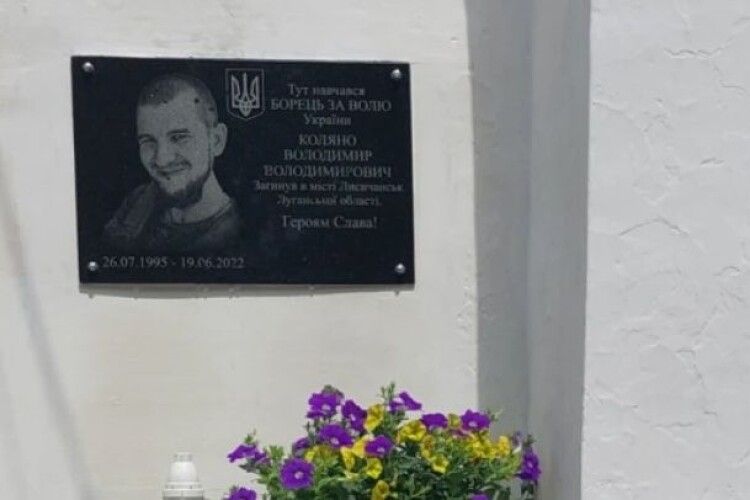 Тут навчався
БОРЕЦЬ ЗА ВОЛЮ
України
КОЛЯНО
ВОЛОДИМИР
ВОЛОДИМИРОВИЧ
Загинув в місті Лисичанськ
Луганської області.
Героям Слава!
26.07.1995 - 19.06.2022